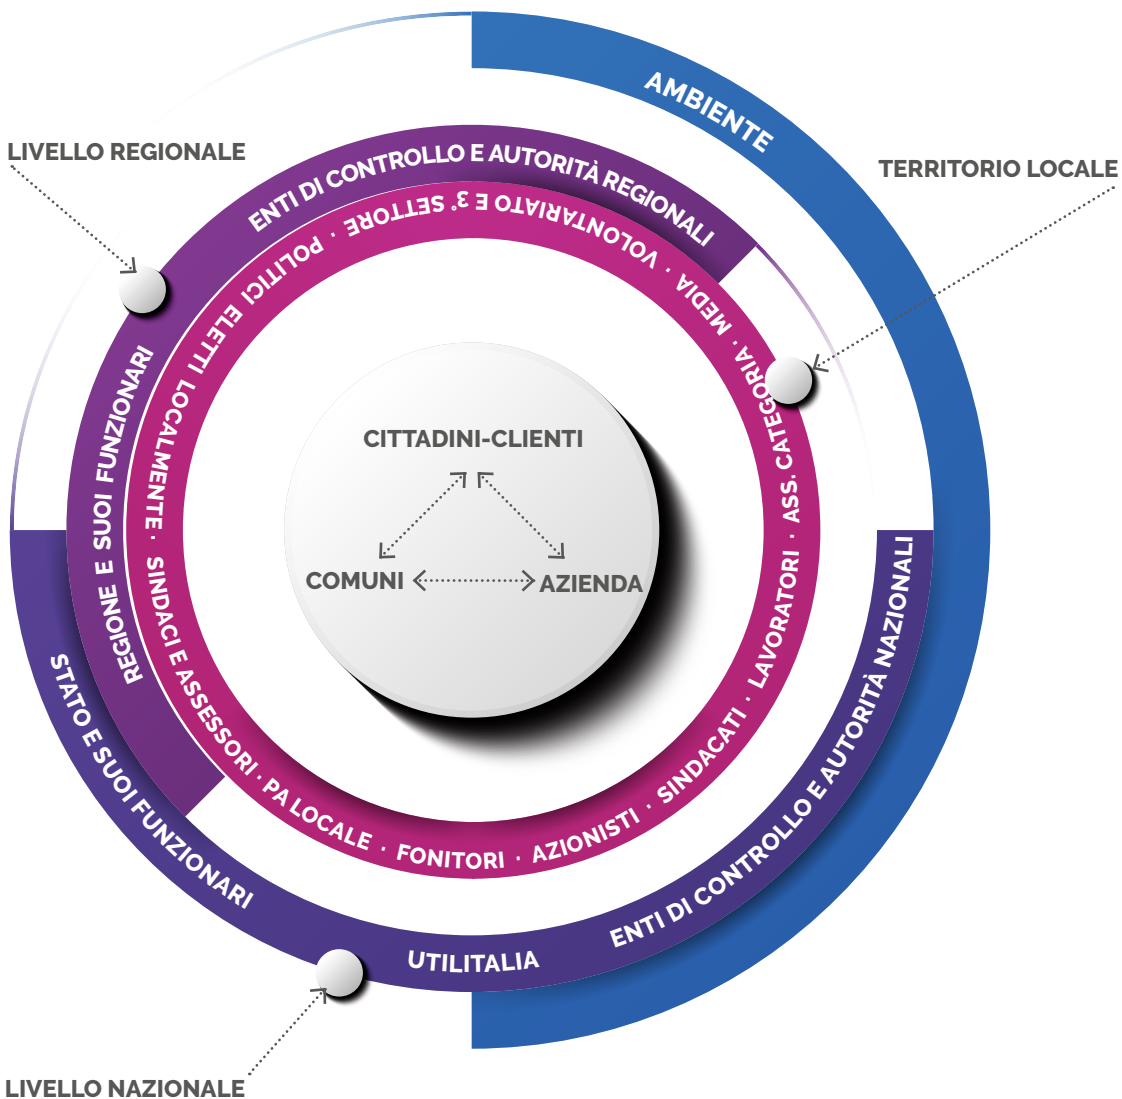 AMBIENTE
LIVELLO REGIONALE
TERRITORIO LOCALE
ENTI DI CONTROLLO E AUTORITÀ REGIONALI
REGIONE E SUOI FUNZIONARI
POLITICI ELETTI LOCALMENTE ·
SINDACI E ASSESSORI · PA LOCALE · FONITORI · AZIONISTI · SINDACATI · LAVORATORI · ASS. CATEGORIA ·
MEDIA · VOLONTARIATO E 3° SETTORE ·
CITTADINI-CLIENTI
COMUNI
AZIENDA
STATO E SUOI FUNZIONARI
UTILITALIA
ENTI DI CONTROLLO E AUTORITÀ NAZIONALI
LIVELLO NAZIONALE